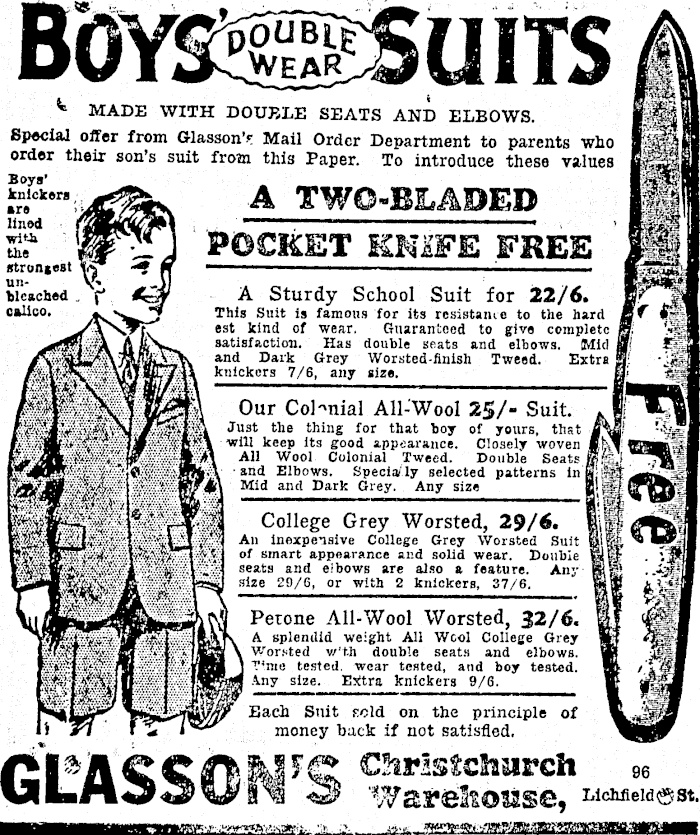 BOYS' DOUBLE WEAR SUITS
MADE WITH DOUBLE SEATS AND ELBOWS.
Special offer from Glasson's Mail Order Department to parents who
order their son's suit from this Paper. To introduce these values
Boys'
knickers
are
lined
with
the
strongest
un-
bleached
calico.
A TWO-BLADED
POCKET KNIFE FREE
A Sturdy School Suit for 22/6.
This Suit is famous for its resistance to the hard
est kind of wear. Guaranteed to give complete
satisfaction. Has double seats and elbows. Mid
and Dark Grey Worsted-finish Tweed. Extra
knickers 7/6, any size.
Our Colonial All-Wool 25/- Suit.
Just the thing for that boy of yours, that
will keep its good appearance. Closely woven
All Wool Colonial Tweed. Double Seats
and Elbows. Specially selected patterns in
Mid and Dark Grey. Any size
College Grey Worsted, 29/6.
An inexpensive College Grey Worsted Suit
of smart appearance and solid wear. Double
seats and elbows are also a feature. Any
size 29/6, or with 2 knickers, 37/6.
Petone All-Wool Worsted, 32/6.
A splendid weight All Wool College Grey
Worsted with double seats and elbows.
Time tested, wear tested, and boy tested.
Any size. Extra knickers 9/6.
Each Suit sold on the principle of
money back if not satisfied.
Free
GLASSON'S Christchurch
Warehouse,
96
Lichfield St.